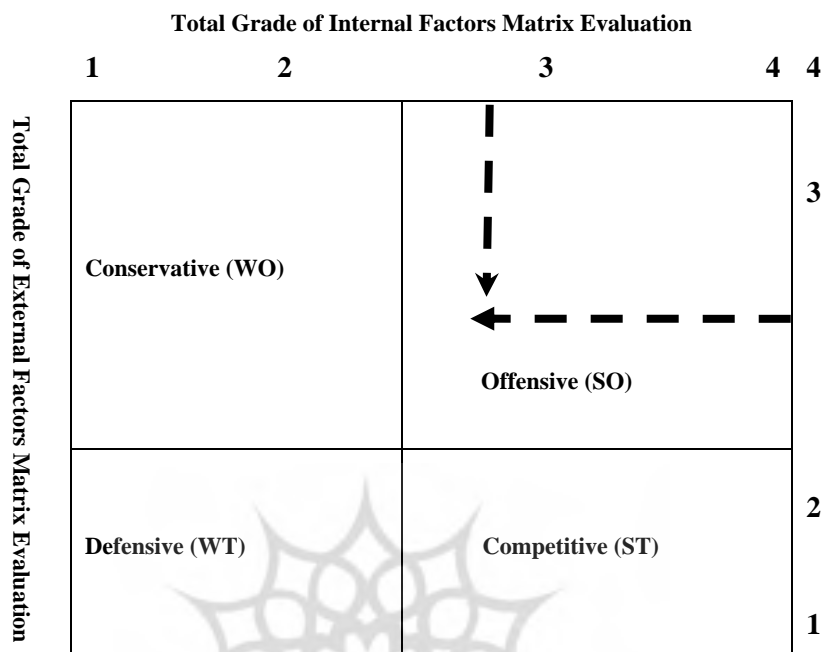 Total Grade of Internal Factors Matrix Evaluation
1 2 3 4 4
Total Grade of External Factors Matrix Evaluation
3
Conservative (WO)
Offensive (SO)
2
Defensive (WT) Competitive (ST)
1